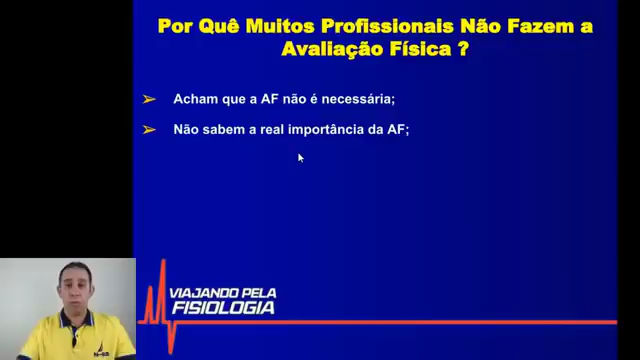 Por Quê Muitos Profissionais Não Fazem a
Avaliação Física ?
Acham que a AF não é necessária;
Não sabem a real importância da AF;
VIAJANDO PELA
FISIOLOGIA